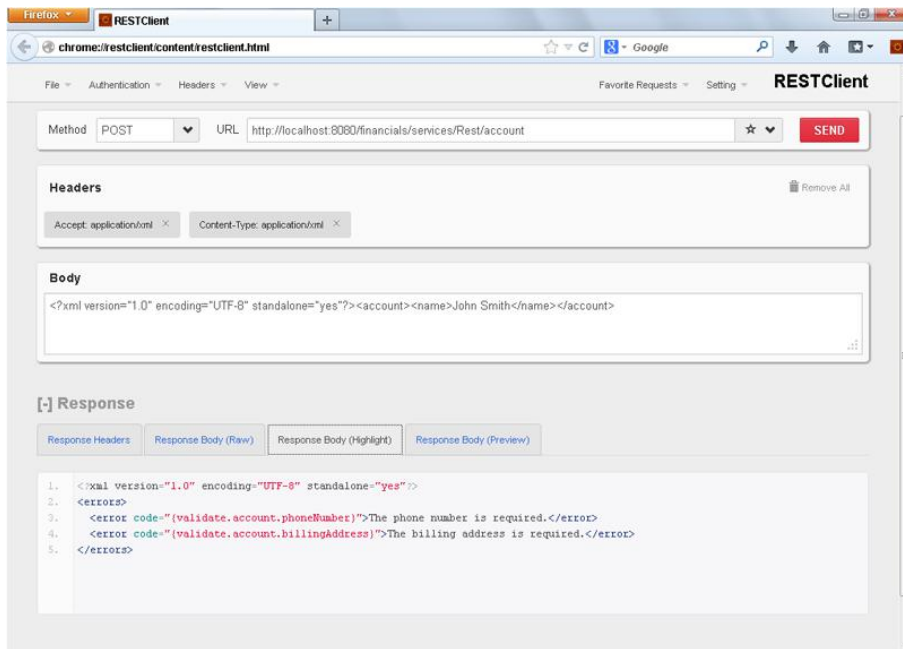 Firefox
RESTClient
chrome://restclient/content/restclient.html
8 Google
File Authentication Headers View Favorite Requests Setting RESTClient
Method POST URL http://localhost:8080/financials/services/Rest/account SEND
Headers Remove All
Accept: application/xml × Content-Type: application/xml ×
Body
<?xml version="1.0" encoding="UTF-8" standalone="yes"?><account><name>John Smith</name></account>
[-] Response
Response Headers Response Body (Raw) Response Body (Highlight) Response Body (Preview)
1. <?xml version="1.0" encoding="UTF-8" standalone="yes"?>
2. <errors>
3. <error code="{validate.account.phoneNumber}">The phone number is required.</error>
4. <error code="{validate.account.billingAddress}">The billing address is required.</error>
5. </errors>